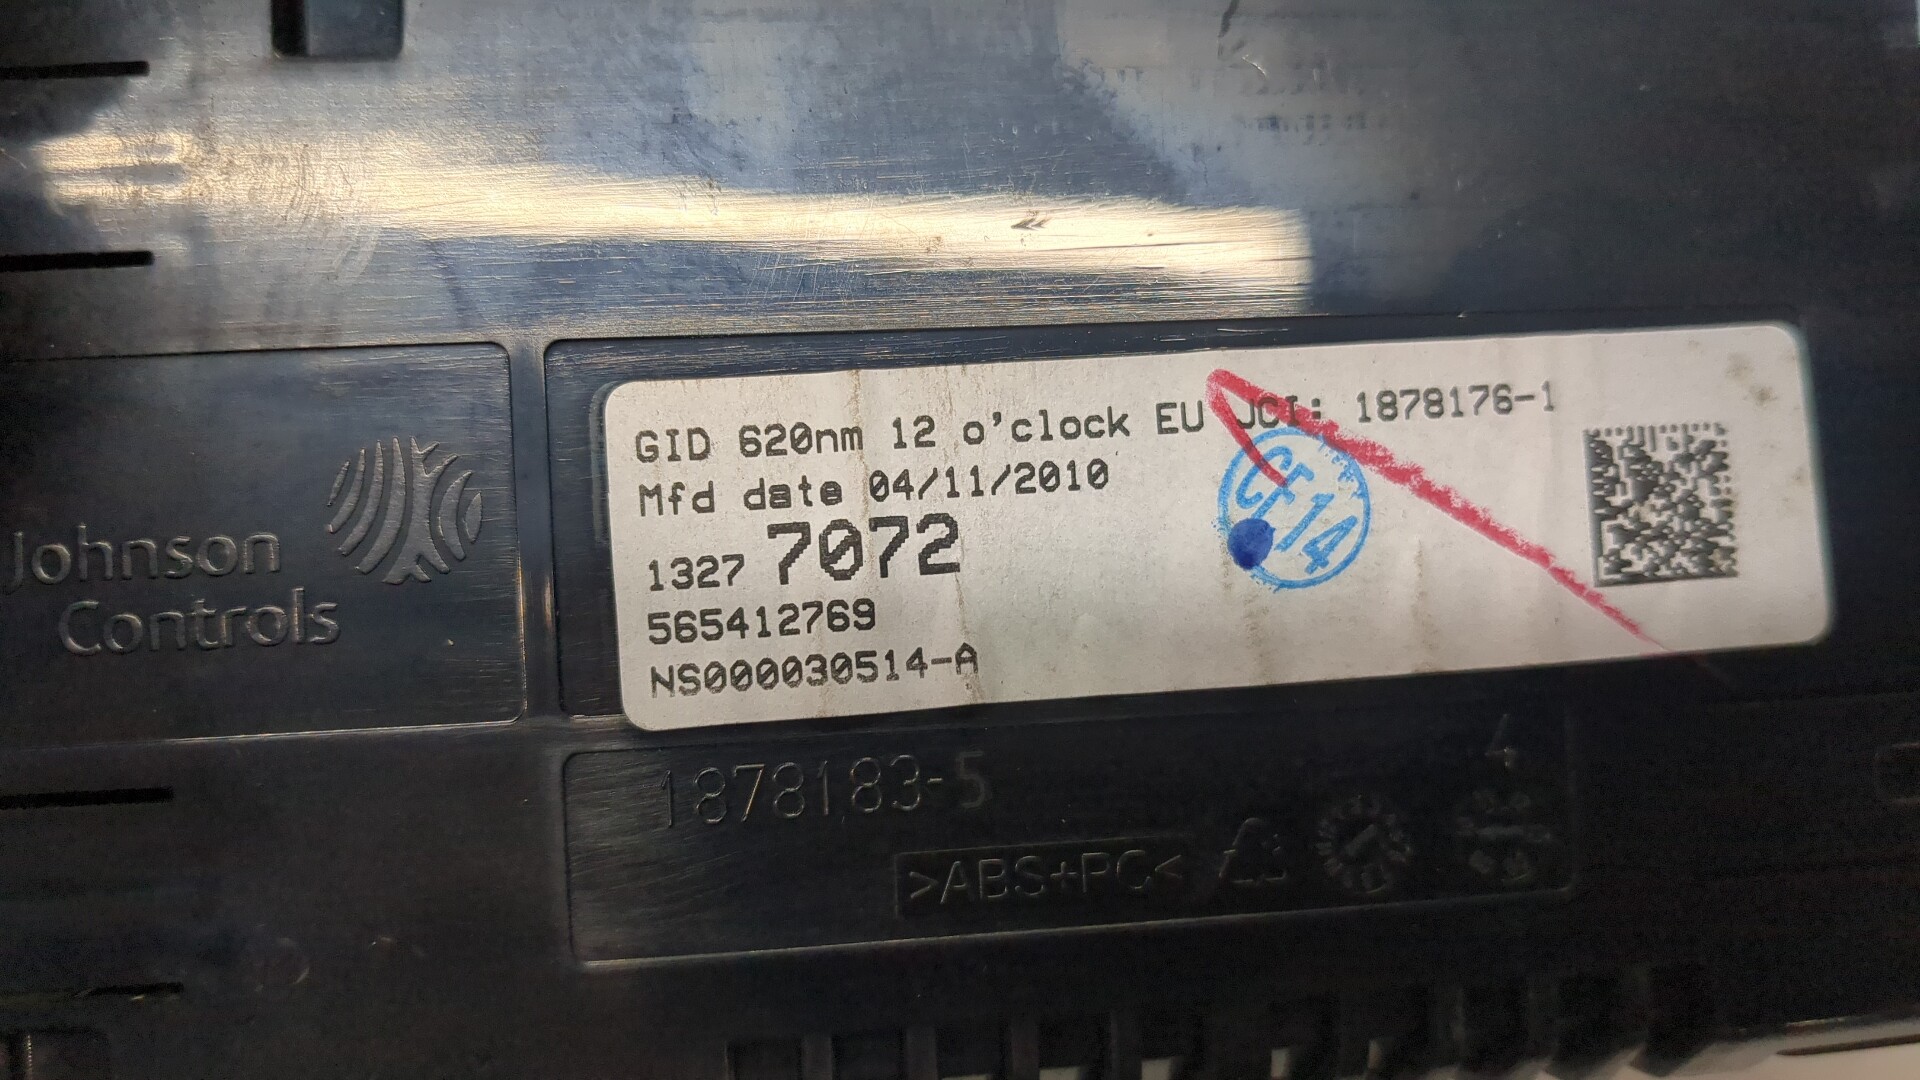 Johnson
Controls
GID 620nm 12 o'clock EU JCI: 1878176-1
Mfd date 04/11/2010
1327 7072
565412769
NS000030514-A
CE14
1878183-5
4
>ABS+PC<